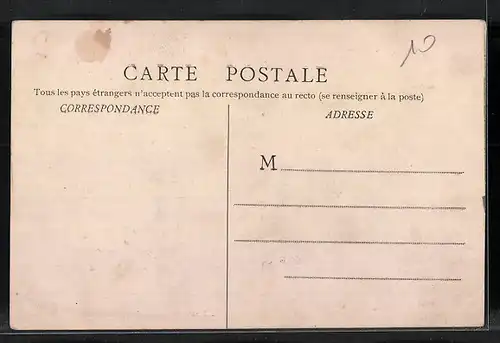 10
CARTE POSTALE
Tous les pays étrangers n'acceptent pas la correspondance au recto (se renseigner à la poste)
CORRESPONDANCE
ADRESSE
M